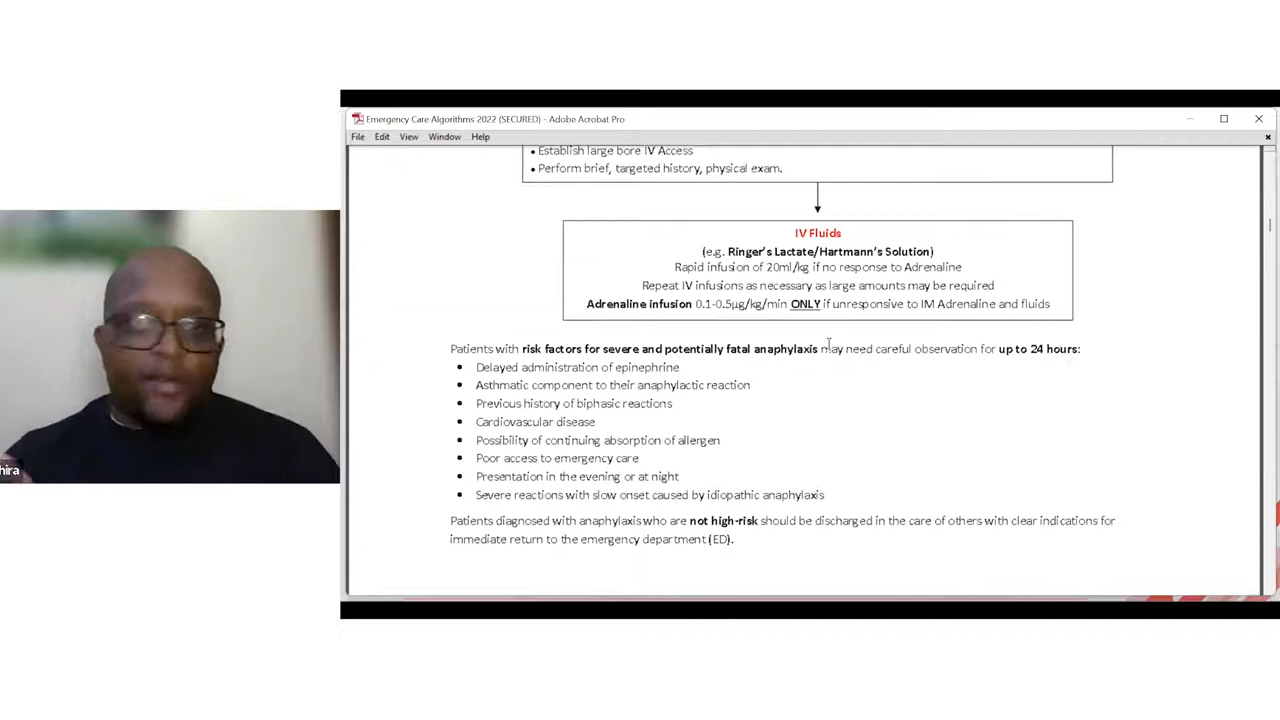 Emergency Care Algorithms 2022 (SECURED) - Adobe Acrobat Pro
File Edit View Window Help
• Establish large bore IV Access
• Perform brief, targeted history, physical exam.
IV Fluids
(e.g. Ringer's Lactate/Hartmann's Solution)
Rapid infusion of 20ml/kg if no response to Adrenaline
Repeat IV infusions as necessary as large amounts may be required
Adrenaline infusion 0.1-0.5µg/kg/min ONLY if unresponsive to IM Adrenaline and fluids
Patients with risk factors for severe and potentially fatal anaphylaxis may need careful observation for up to 24 hours:
• Delayed administration of epinephrine
• Asthmatic component to their anaphylactic reaction
• Previous history of biphasic reactions
• Cardiovascular disease
• Possibility of continuing absorption of allergen
• Poor access to emergency care
• Presentation in the evening or at night
• Severe reactions with slow onset caused by idiopathic anaphylaxis
Patients diagnosed with anaphylaxis who are not high-risk should be discharged in the care of others with clear indications for
immediate return to the emergency department (ED).
hira